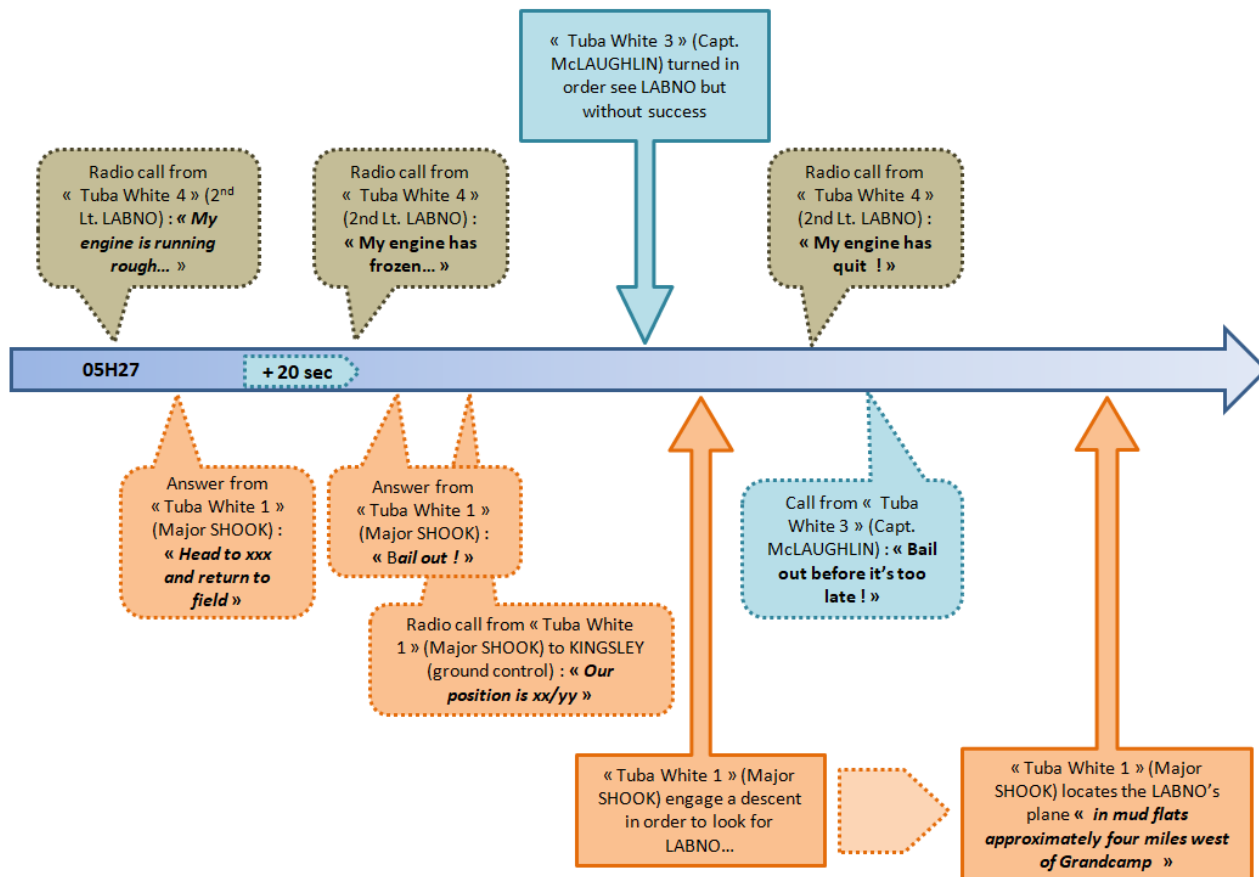 « Tuba White 3 » (Capt.
McLAUGHLIN) turned in
order see LABNO but
without success
Radio call from
« Tuba White 4 » (2nd
Lt. LABNO) : « My
engine is running
rough… »
Radio call from
« Tuba White 4 »
(2nd Lt. LABNO) :
« My engine has
frozen… »
Radio call from
« Tuba White 4 »
(2nd Lt. LABNO) :
« My engine has
quit ! »
05H27
+ 20 sec
Answer from
« Tuba White 1 »
(Major SHOOK) :
« Head to xxx
and return to
field »
Answer from
« Tuba White 1 »
(Major SHOOK) :
« Bail out ! »
Radio call from « Tuba White
1 » (Major SHOOK) to KINGSLEY
(ground control) : « Our
position is xx/yy »
Call from « Tuba
White 3 » (Capt.
McLAUGHLIN) : « Bail
out before it's too
late ! »
« Tuba White 1 » (Major
SHOOK) engage a descent
in order to look for
LABNO…
« Tuba White 1 » (Major
SHOOK) locates the LABNO's
plane « in mud flats
approximately four miles west
of Grandcamp »